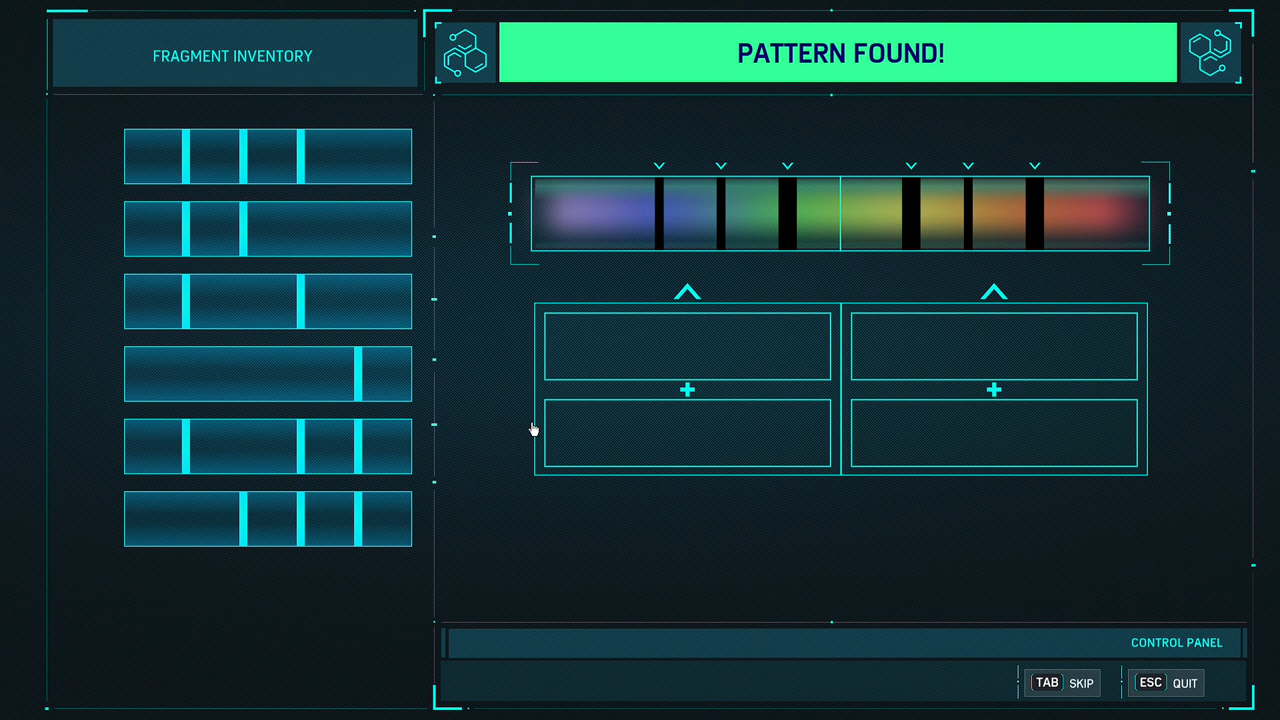 FRAGMENT INVENTORY
PATTERN FOUND!
CONTROL PANEL
TAB SKIP
ESC QUIT